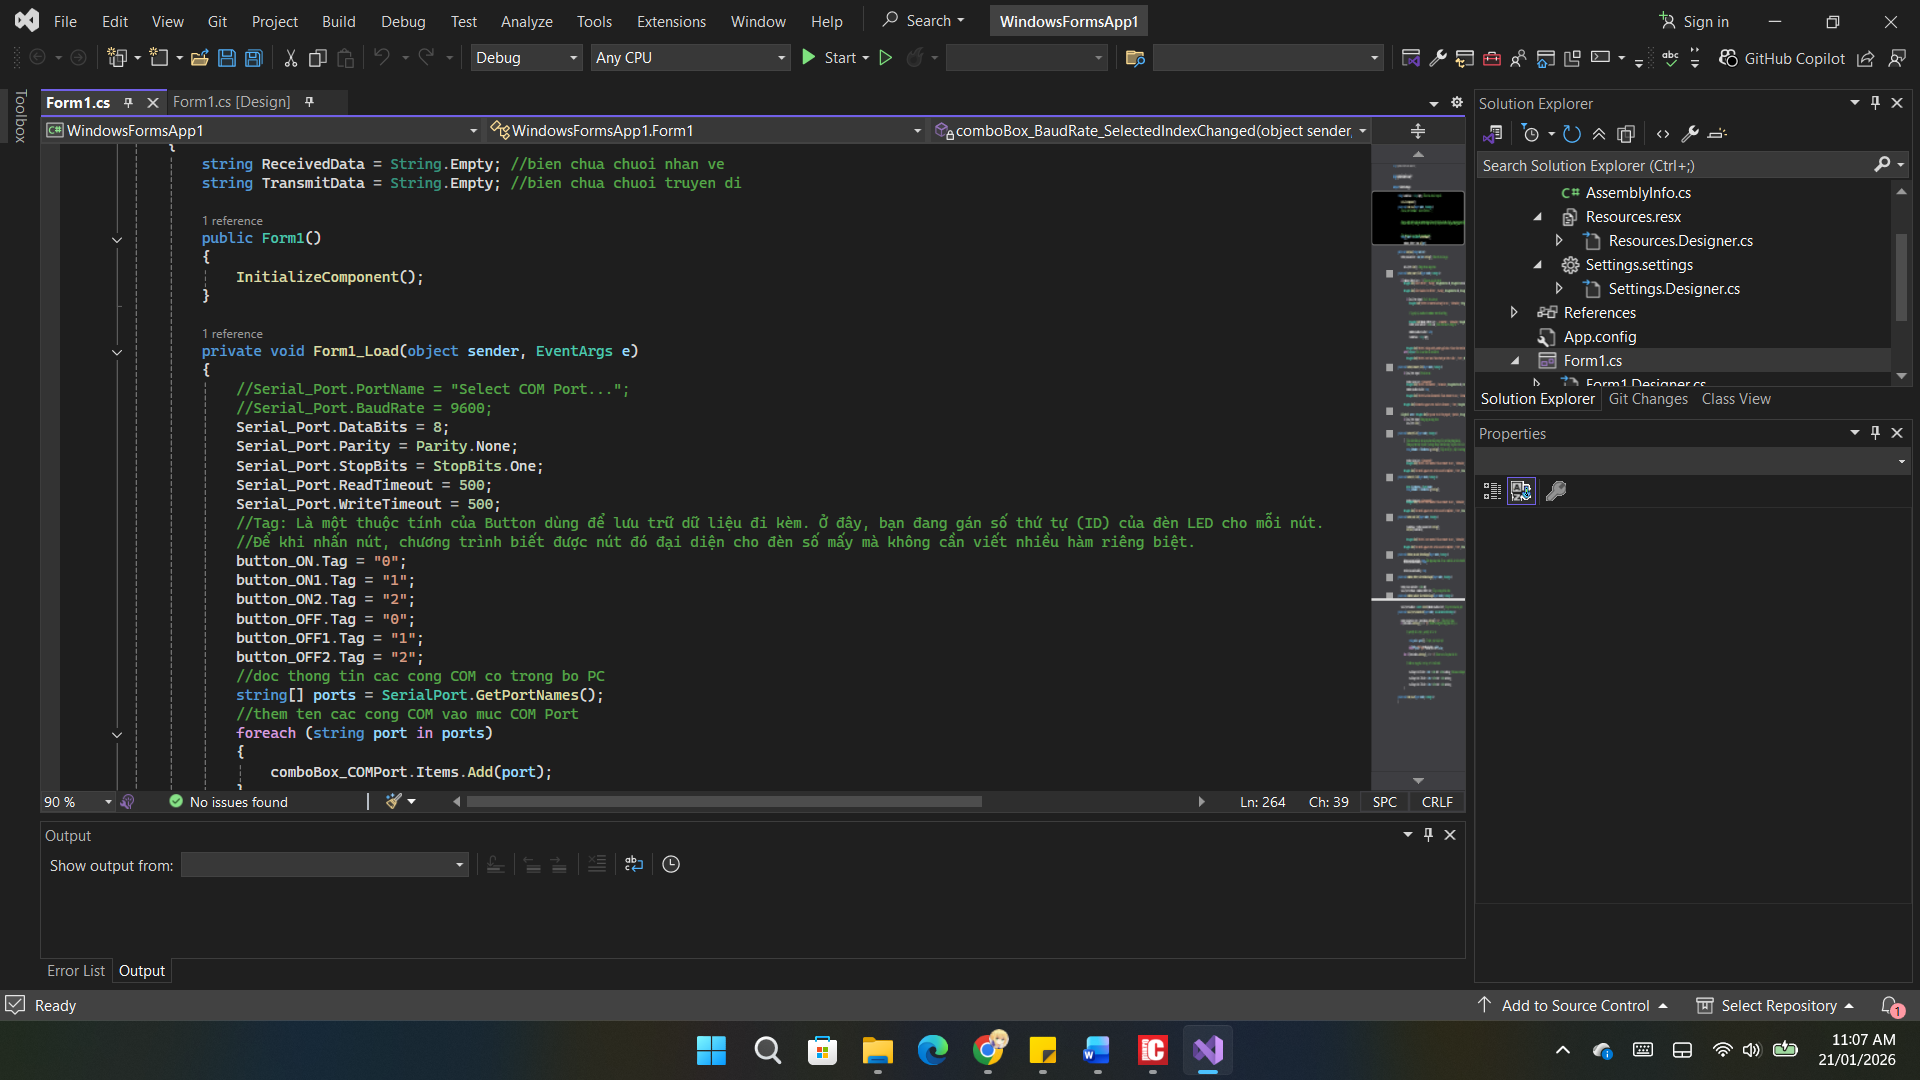 File Edit View Git Project Build Debug Test Analyze Tools Extensions Window Help Search WindowsFormsApp1 Sign in
Debug Any CPU Start GitHub Copilot
Toolbox
Form1.cs Form1.cs [Design]
WindowsFormsApp1 WindowsFormsApp1.Form1 comboBox_BaudRate_SelectedIndexChanged(object sender,
{
string ReceivedData = String.Empty; //bien chua chuoi nhan ve
string TransmitData = String.Empty; //bien chua chuoi truyen di
1 reference
public Form1()
{
InitializeComponent();
}
1 reference
private void Form1_Load(object sender, EventArgs e)
{
//Serial_Port.PortName = "Select COM Port...";
//Serial_Port.BaudRate = 9600;
Serial_Port.DataBits = 8;
Serial_Port.Parity = Parity.None;
Serial_Port.StopBits = StopBits.One;
Serial_Port.ReadTimeout = 500;
Serial_Port.WriteTimeout = 500;
//Tag: Là một thuộc tính của Button dùng để lưu trữ dữ liệu đi kèm. Ở đây, bạn đang gán số thứ tự (ID) của đèn LED cho mỗi nút.
//Để khi nhấn nút, chương trình biết được nút đó đại diện cho đèn số mấy mà không cần viết nhiều hàm riêng biệt.
button_ON.Tag = "0";
button_ON1.Tag = "1";
button_ON2.Tag = "2";
button_OFF.Tag = "0";
button_OFF1.Tag = "1";
button_OFF2.Tag = "2";
//doc thong tin cac cong COM co trong bo PC
string[] ports = SerialPort.GetPortNames();
//them ten cac cong COM vao muc COM Port
foreach (string port in ports)
{
comboBox_COMPort.Items.Add(port);
90 % No issues found Ln: 264 Ch: 39 SPC CRLF
Output
Show output from:
Error List Output
Solution Explorer
Search Solution Explorer (Ctrl+;)
C# AssemblyInfo.cs
Resources.resx
Resources.Designer.cs
Settings.settings
Settings.Designer.cs
References
App.config
Form1.cs
Form1.Designer.cs
Solution Explorer Git Changes Class View
Properties
Ready Add to Source Control Select Repository 1
11:07 AM
21/01/2026